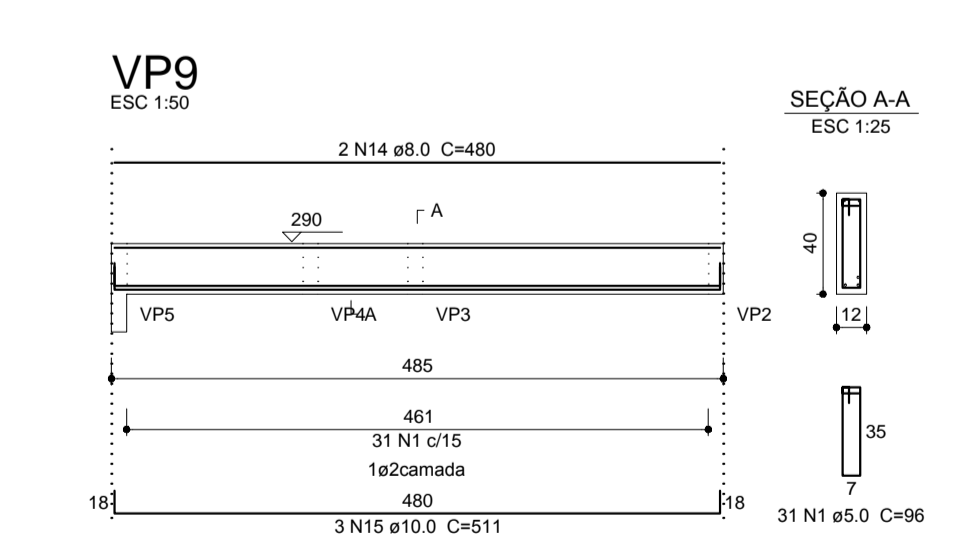 VP9
ESC 1:50
SEÇÃO A-A
ESC 1:25
2 N14 ø8.0 C=480
A
290
40
VP5
VP4A
VP3
VP2
12
485
461
31 N1 c/15
35
1ø2camada
7
18
480
18
31 N1 ø5.0 C=96
3 N15 ø10.0 C=511